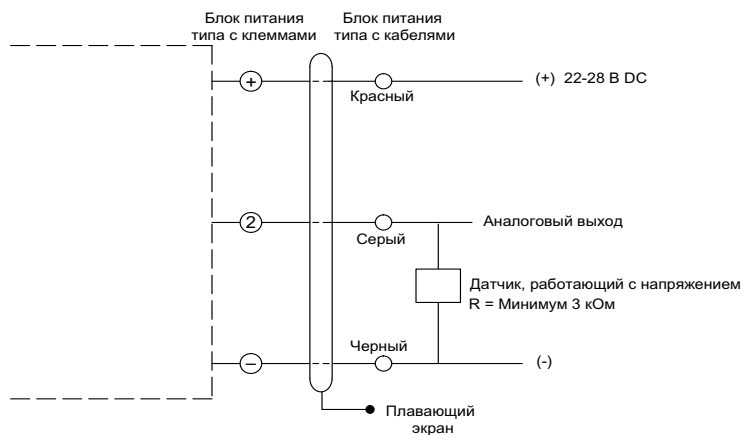 Блок питания
типа с клеммами
Блок питания
типа с кабелями
+
(+) 22-28 В DC
Красный
2
Аналоговый выход
Серый
Датчик, работающий с напряжением
R = Минимум 3 кОм
Черный
−
(-)
Плавающий
экран